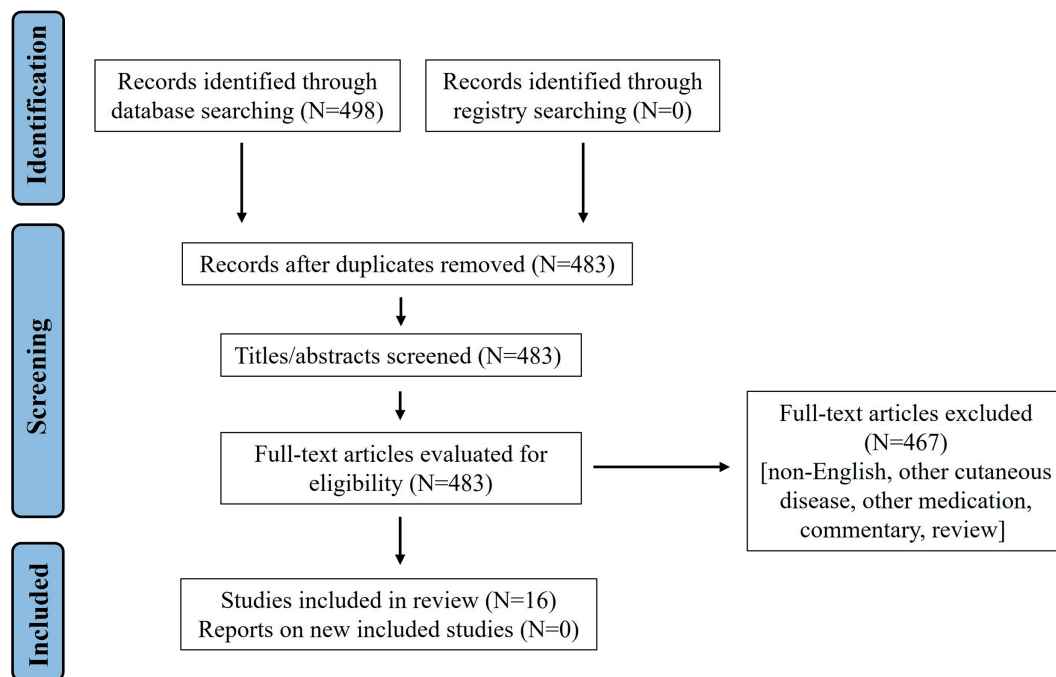 Identification
Records identified through
database searching (N=498)
Records identified through
registry searching (N=0)
Screening
Records after duplicates removed (N=483)
Titles/abstracts screened (N=483)
Full-text articles evaluated for
eligibility (N=483)
Full-text articles excluded
(N=467)
[non-English, other cutaneous
disease, other medication,
commentary, review]
Included
Studies included in review (N=16)
Reports on new included studies (N=0)